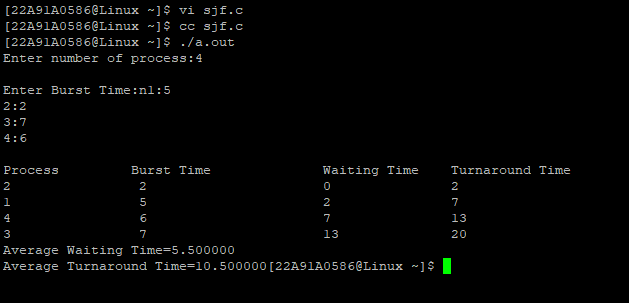 [22A91A0586@Linux ~]$ vi sjf.c
[22A91A0586@Linux ~]$ cc sjf.c
[22A91A0586@Linux ~]$ ./a.out
Enter number of process:4
Enter Burst Time:n1:5
2:2
3:7
4:6
Process Burst Time Waiting Time Turnaround Time
2 2 0 2
1 5 2 7
4 6 7 13
3 7 13 20
Average Waiting Time=5.500000
Average Turnaround Time=10.500000[22A91A0586@Linux ~]$